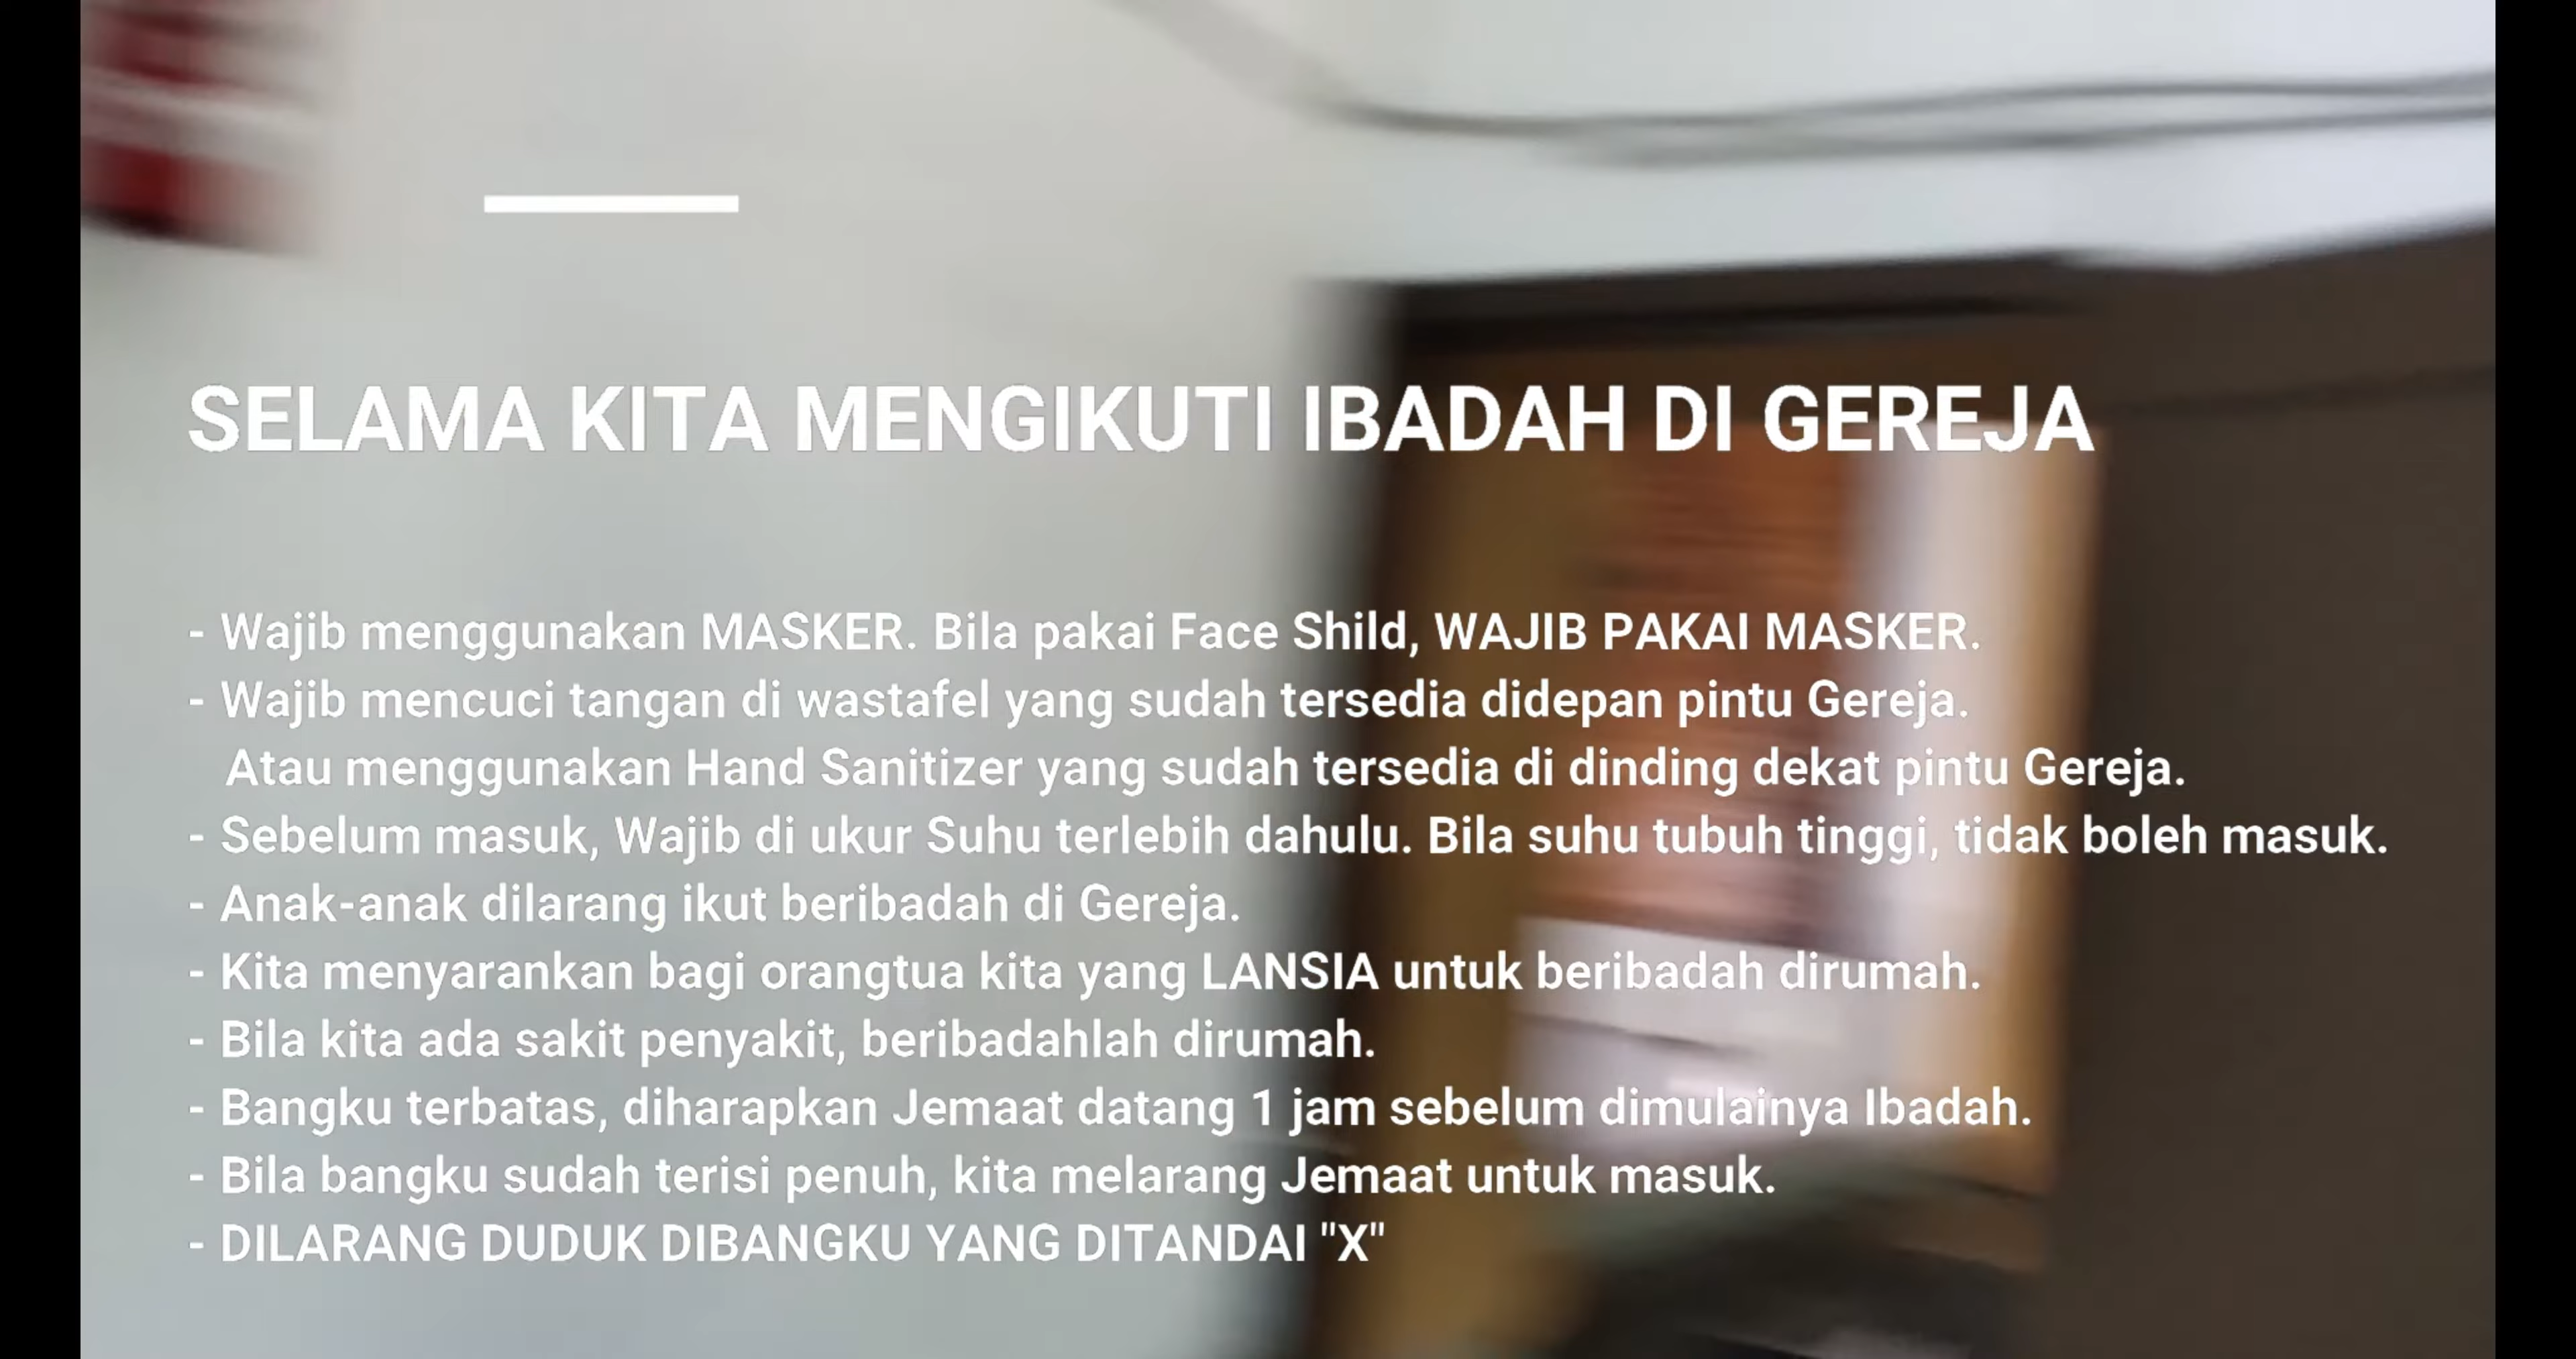 SELAMA KITA MENGIKUTI IBADAH DI GEREJA
- Wajib menggunakan MASKER. Bila pakai Face Shild, WAJIB PAKAI MASKER.
- Wajib mencuci tangan di wastafel yang sudah tersedia didepan pintu Gereja.
Atau menggunakan Hand Sanitizer yang sudah tersedia di dinding dekat pintu Gereja.
- Sebelum masuk, Wajib di ukur Suhu terlebih dahulu. Bila suhu tubuh tinggi, tidak boleh masuk.
- Anak-anak dilarang ikut beribadah di Gereja.
- Kita menyarankan bagi orangtua kita yang LANSIA untuk beribadah dirumah.
- Bila kita ada sakit penyakit, beribadahlah dirumah.
- Bangku terbatas, diharapkan Jemaat datang 1 jam sebelum dimulainya Ibadah.
- Bila bangku sudah terisi penuh, kita melarang Jemaat untuk masuk.
- DILARANG DUDUK DIBANGKU YANG DITANDAI "X"